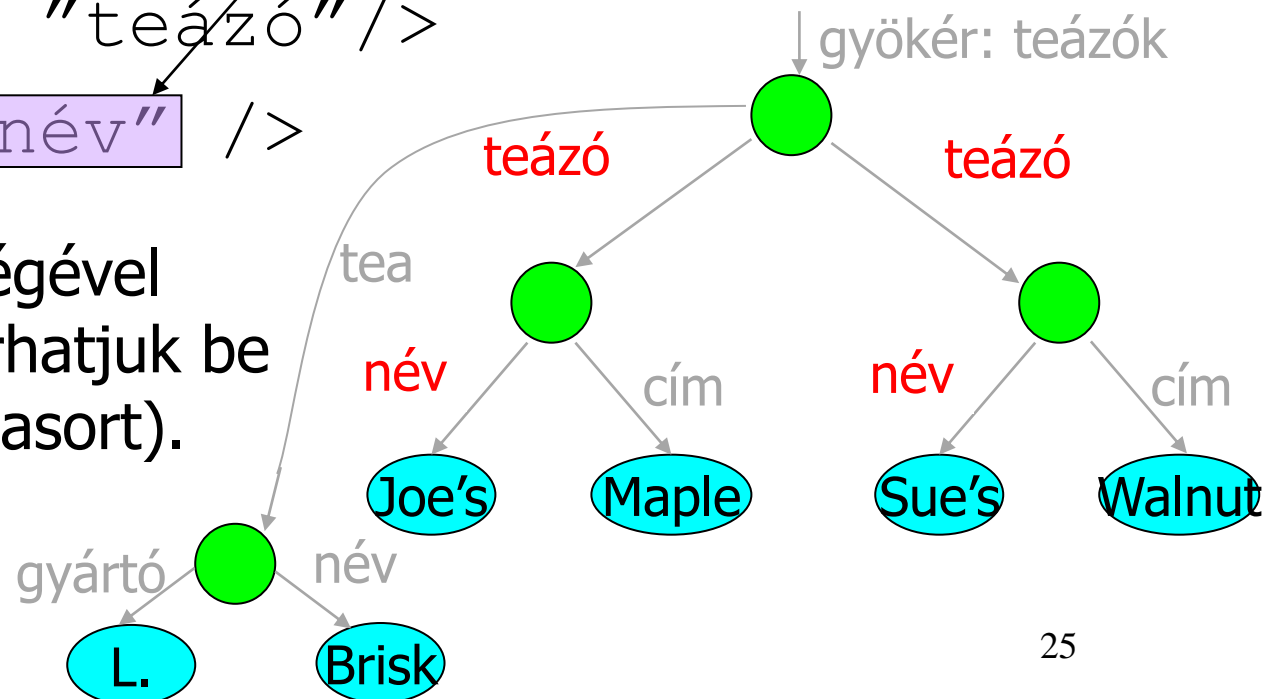 "teázó"/>
név" />
gyökér: teázók
teázó
teázó
tea
égével
rhatjuk be
asort).
név
cím
név
cím
Joe's
Maple
Sue's
Walnut
gyártó
név
L.
Brisk
25